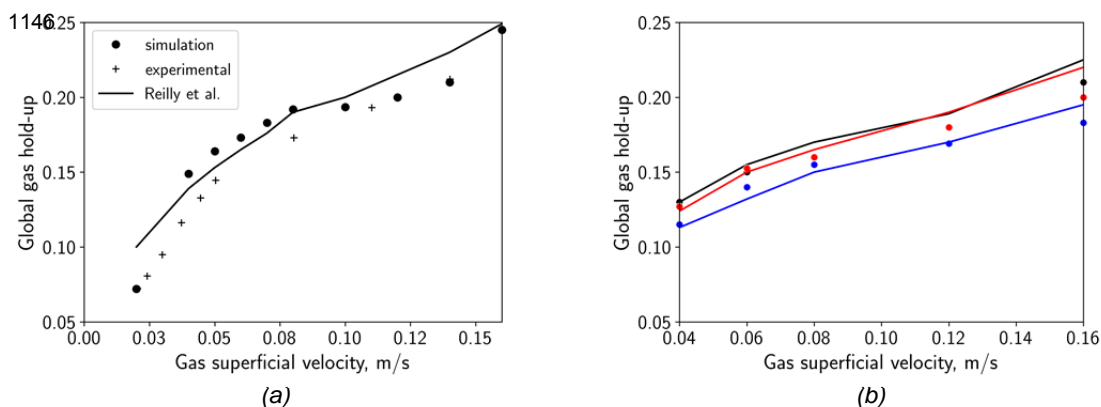 1146
0.25
0.20
0.15
0.10
0.05
Global gas hold-up
simulation
experimental
Reilly et al.
0.00 0.03 0.05 0.08 0.10 0.12 0.15
Gas superficial velocity, m/s
(a)
0.25
0.20
0.15
0.10
0.05
Global gas hold-up
0.04 0.06 0.08 0.10 0.12 0.14 0.16
Gas superficial velocity, m/s
(b)